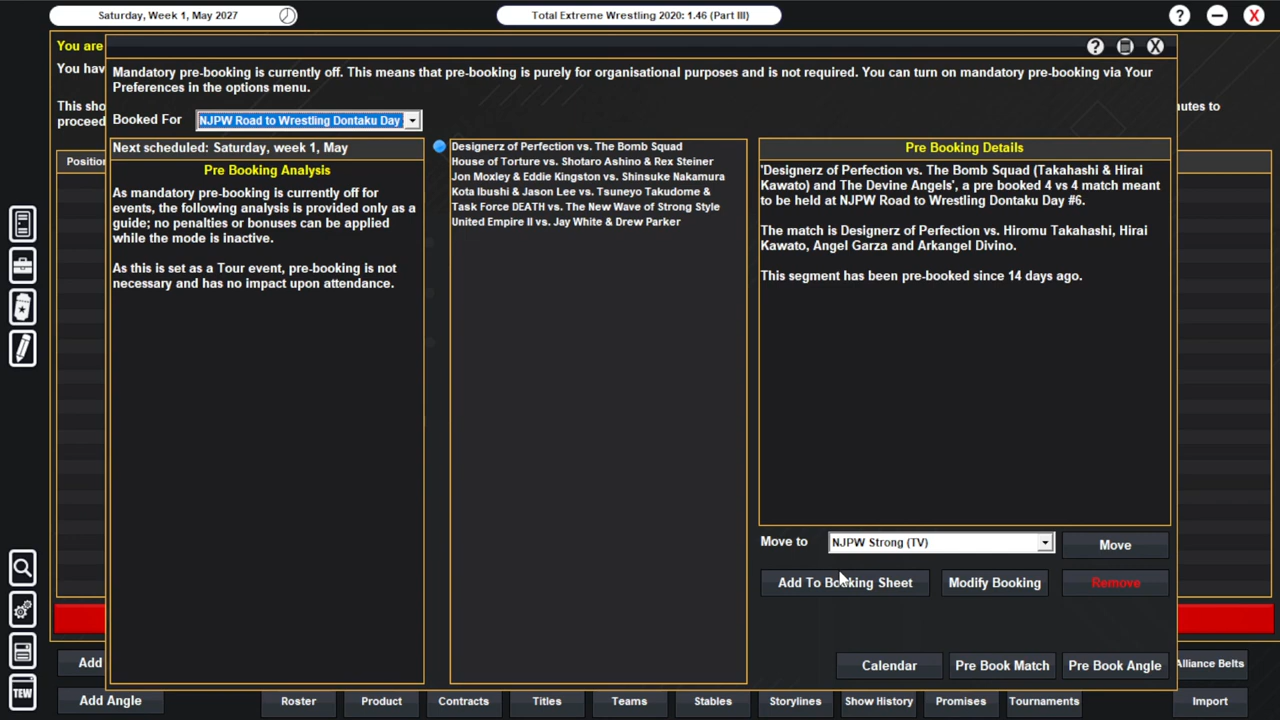 Saturday, Week 1, May 2027
Total Extreme Wrestling 2020: 1.46 (Part III)
You are
You hav
This sho
proceed
nutes to
Positio
Mandatory pre-booking is currently off. This means that pre-booking is purely for organisational purposes and is not required. You can turn on mandatory pre-booking via Your
Preferences in the options menu.
Booked For
NJPW Road to Wrestling Dontaku Day
Next scheduled: Saturday, week 1, May
Pre Booking Analysis
As mandatory pre-booking is currently off for
events, the following analysis is provided only as a
guide; no penalties or bonuses can be applied
while the mode is inactive.
As this is set as a Tour event, pre-booking is not
necessary and has no impact upon attendance.
Designerz of Perfection vs. The Bomb Squad
House of Torture vs. Shotaro Ashino & Rex Steiner
Jon Moxley & Eddie Kingston vs. Shinsuke Nakamura
Kota Ibushi & Jason Lee vs. Tsuneyo Takudome &
Task Force DEATH vs. The New Wave of Strong Style
United Empire II vs. Jay White & Drew Parker
Pre Booking Details
'Designerz of Perfection vs. The Bomb Squad (Takahashi & Hirai
Kawato) and The Devine Angels', a pre booked 4 vs 4 match meant
to be held at NJPW Road to Wrestling Dontaku Day #6.
The match is Designerz of Perfection vs. Hiromu Takahashi, Hirai
Kawato, Angel Garza and Arkangel Divino.
This segment has been pre-booked since 14 days ago.
Move to
NJPW Strong (TV)
Move
Add To Booking Sheet
Modify Booking
Remove
Calendar
Pre Book Match
Pre Book Angle
Add
Alliance Belts
Add Angle
Roster
Product
Contracts
Titles
Teams
Stables
Storylines
Show History
Promises
Tournaments
Import
TEW